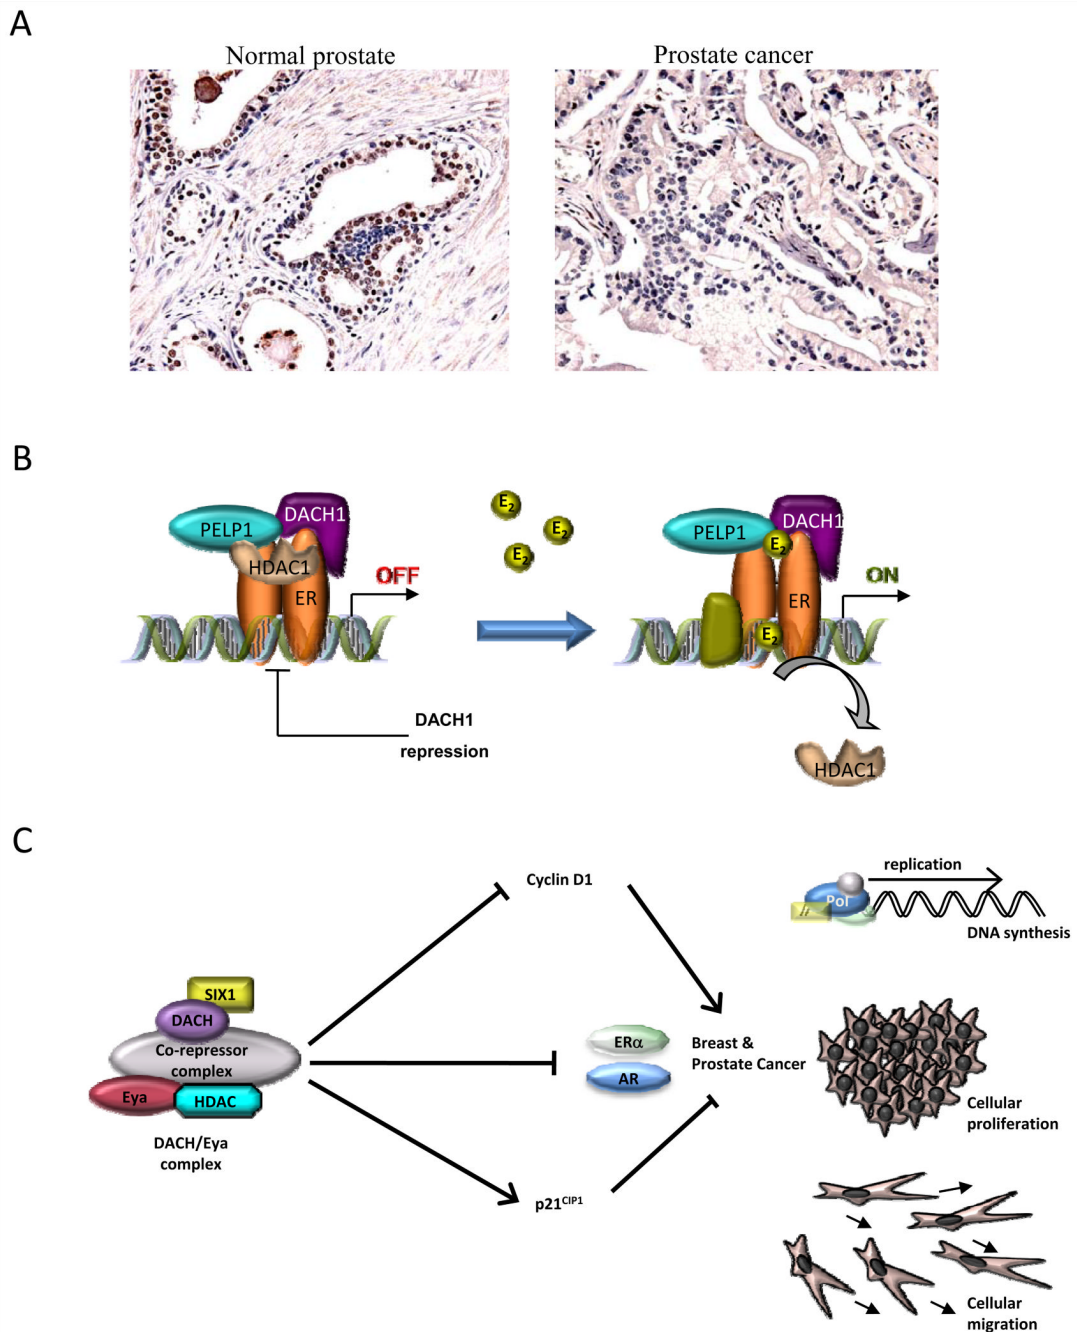 A
Normal prostate
Prostate cancer
B
PELP1
DACH1
HDAC1
ER
OFF
E2
E2
E2
DACH1
repression
PELP1
DACH1
E2
ER
E2
ON
HDAC1
C
Cyclin D1
replication
Pol
DNA synthesis
SIX1
DACH
Co-repressor
complex
Eya
HDAC
DACH/Eya
complex
ERα
AR
Breast &
Prostate Cancer
Cellular
proliferation
p21CIP1
Cellular
migration